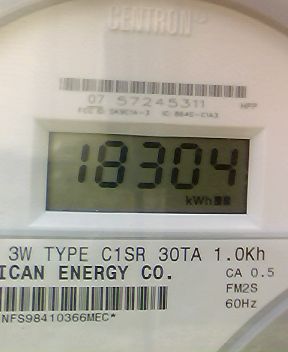 CENTRON
07 57245311
18304
kWh
3W TYPE C1SR 30TA 1.0Kh
ICAN ENERGY CO.
CA 0.5
FM2S
60Hz
NFS98410366MEC*